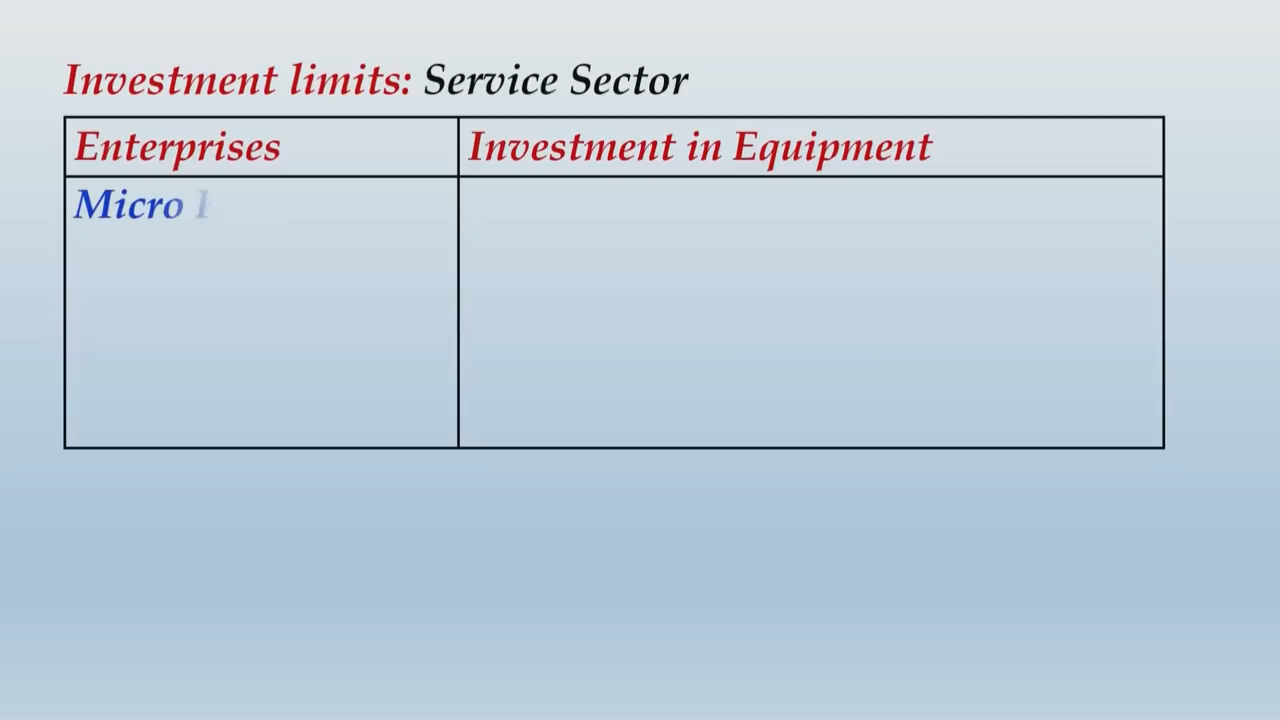 Investment limits: Service Sector
Enterprises Investment in Equipment
Micro